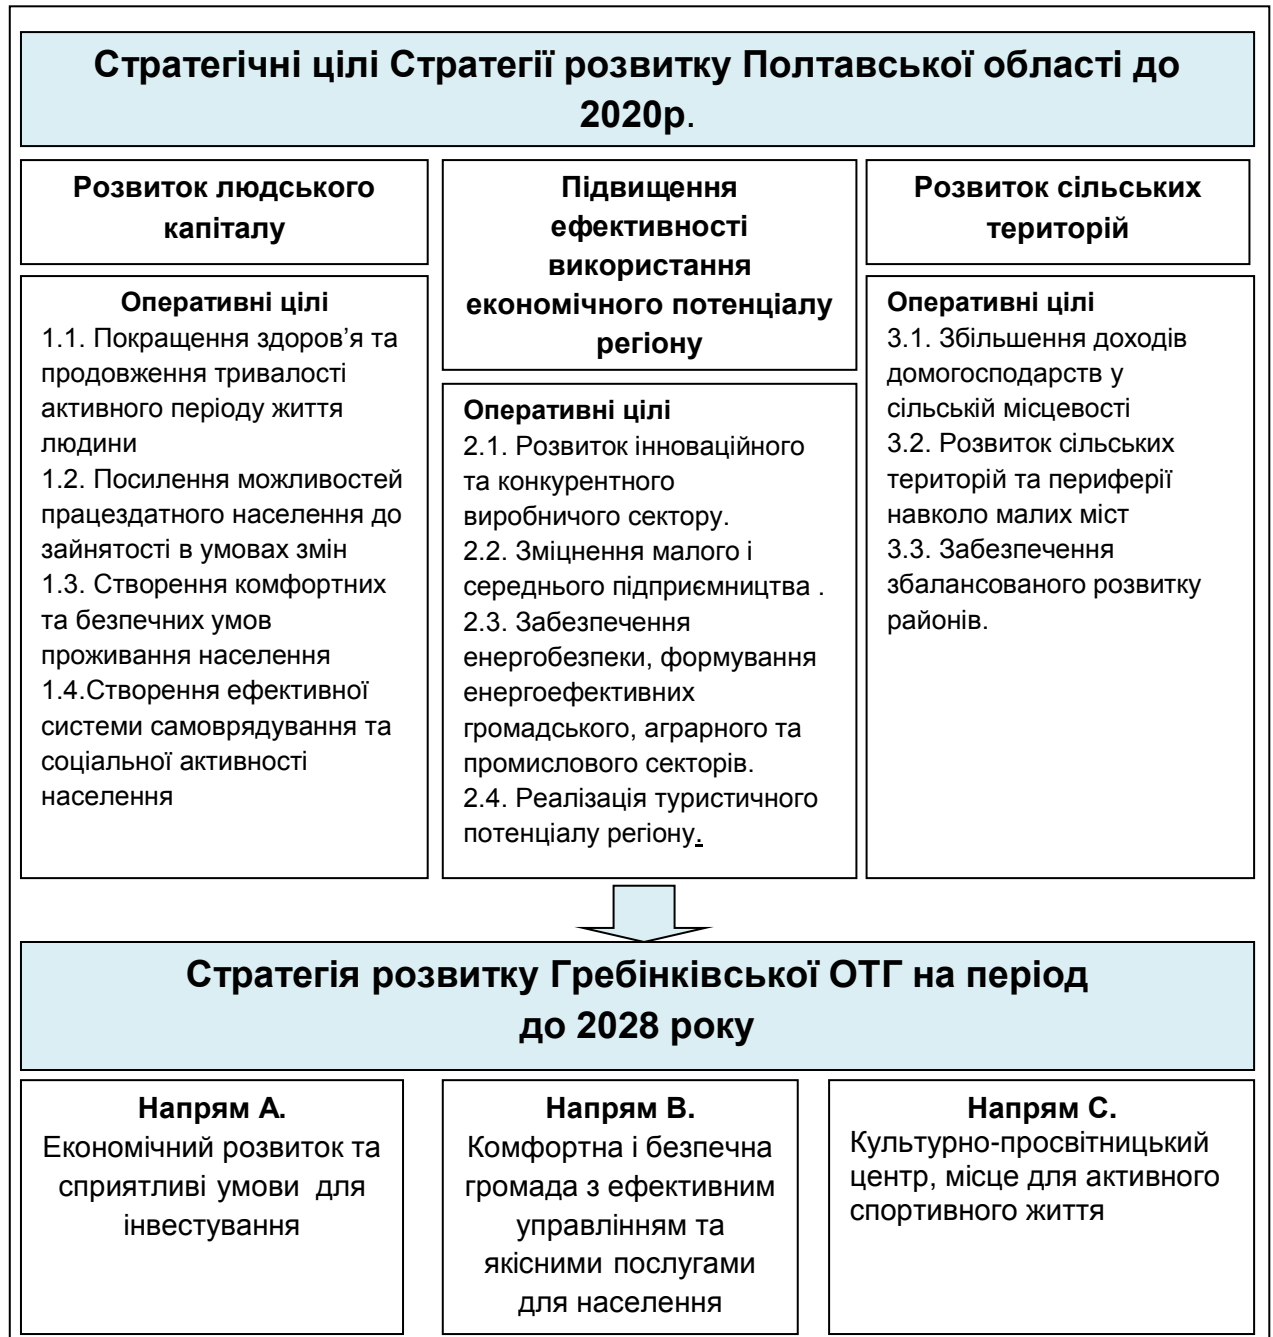 Стратегічні цілі Стратегії розвитку Полтавської області до
2020р.
Розвиток людського
капіталу
Оперативні цілі
1.1. Покращення здоров’я та
продовження тривалості
активного періоду життя
людини
1.2. Посилення можливостей
працездатного населення до
зайнятості в умовах змін
1.3. Створення комфортних
та безпечних умов
проживання населення
1.4.Створення ефективної
системи самоврядування та
соціальної активності
населення
Підвищення
ефективності
використання
економічного потенціалу
регіону
Оперативні цілі
2.1. Розвиток інноваційного
та конкурентного
виробничого сектору.
2.2. Зміцнення малого і
середнього підприємництва .
2.3. Забезпечення
енергобезпеки, формування
енергоефективних
громадського, аграрного та
промислового секторів.
2.4. Реалізація туристичного
потенціалу регіону.
Розвиток сільських
територій
Оперативні цілі
3.1. Збільшення доходів
домогосподарств у
сільській місцевості
3.2. Розвиток сільських
територій та периферії
навколо малих міст
3.3. Забезпечення
збалансованого розвитку
районів.
Стратегія розвитку Гребінківської ОТГ на період
до 2028 року
Напрям А.
Економічний розвиток та
сприятливі умови для
інвестування
Напрям В.
Комфортна і безпечна
громада з ефективним
управлінням та
якісними послугами
для населення
Напрям С.
Культурно-просвітницький
центр, місце для активного
спортивного життя